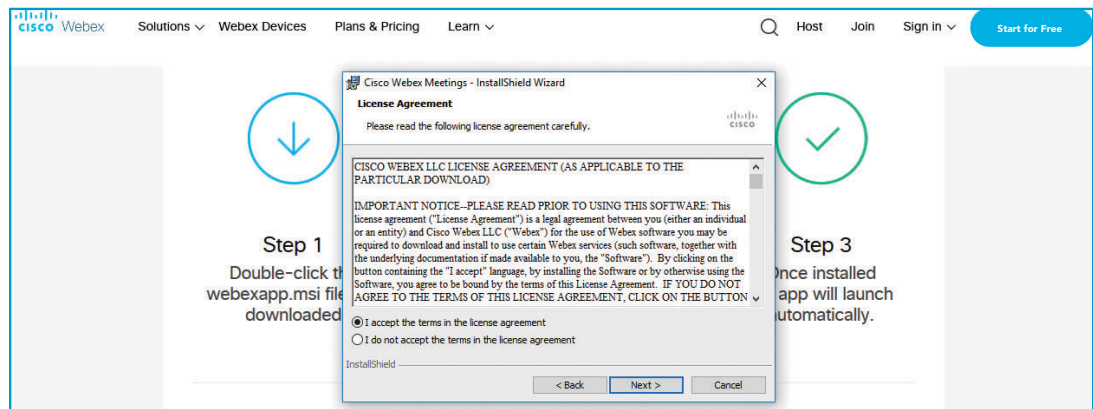 CISCO Webex Solutions Webex Devices Plans & Pricing Learn Host Join Sign in Start for Free
Cisco Webex Meetings - InstallShield Wizard
License Agreement
Please read the following license agreement carefully.
CISCO
CISCO WEBEX LLC LICENSE AGREEMENT (AS APPLICABLE TO THE
PARTICULAR DOWNLOAD)
IMPORTANT NOTICE--PLEASE READ PRIOR TO USING THIS SOFTWARE: This
license agreement ("License Agreement") is a legal agreement between you (either an individual
or an entity) and Cisco Webex LLC ("Webex") for the use of Webex software you may be
required to download and install to use certain Webex services (such software, together with
the underlying documentation if made available to you, the "Software"). By clicking on the
button containing the "I accept" language, by installing the Software or by otherwise using the
Software, you agree to be bound by the terms of this License Agreement. IF YOU DO NOT
AGREE TO THE TERMS OF THIS LICENSE AGREEMENT, CLICK ON THE BUTTON
I accept the terms in the license agreement
I do not accept the terms in the license agreement
InstallShield
< Back Next > Cancel
Step 1
Double-click
webexapp.msi
downloaded
Step 3
installed
app will launch
automatically.